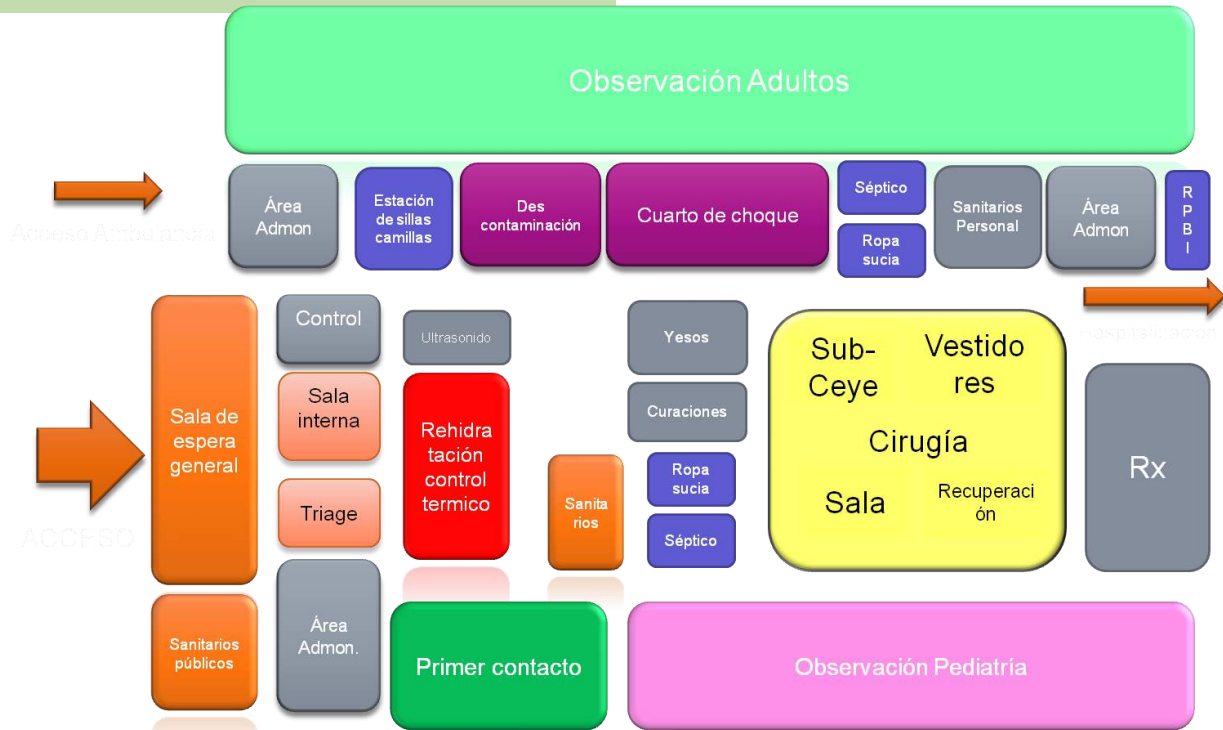 Observación Adultos
Área
Admon
Estación
de sillas
camillas
Des
contaminación
Cuarto de choque
Séptico
Ropa
sucia
Sanitarios
Personal
Área
Admon
R
P
B
I
Acceso Ambulancia
Hospitalización
Sala de
espera
general
Control
Sala
interna
Triage
Ultrasonido
Rehidra
tación
control
termico
Sanita
rios
Yesos
Curaciones
Ropa
sucia
Séptico
Sub-
Ceye
Vestido
res
Cirugía
Sala
Recuperaci
ón
Rx
ACCESO
Sanitarios
públicos
Área
Admon.
Primer contacto
Observación Pediatría